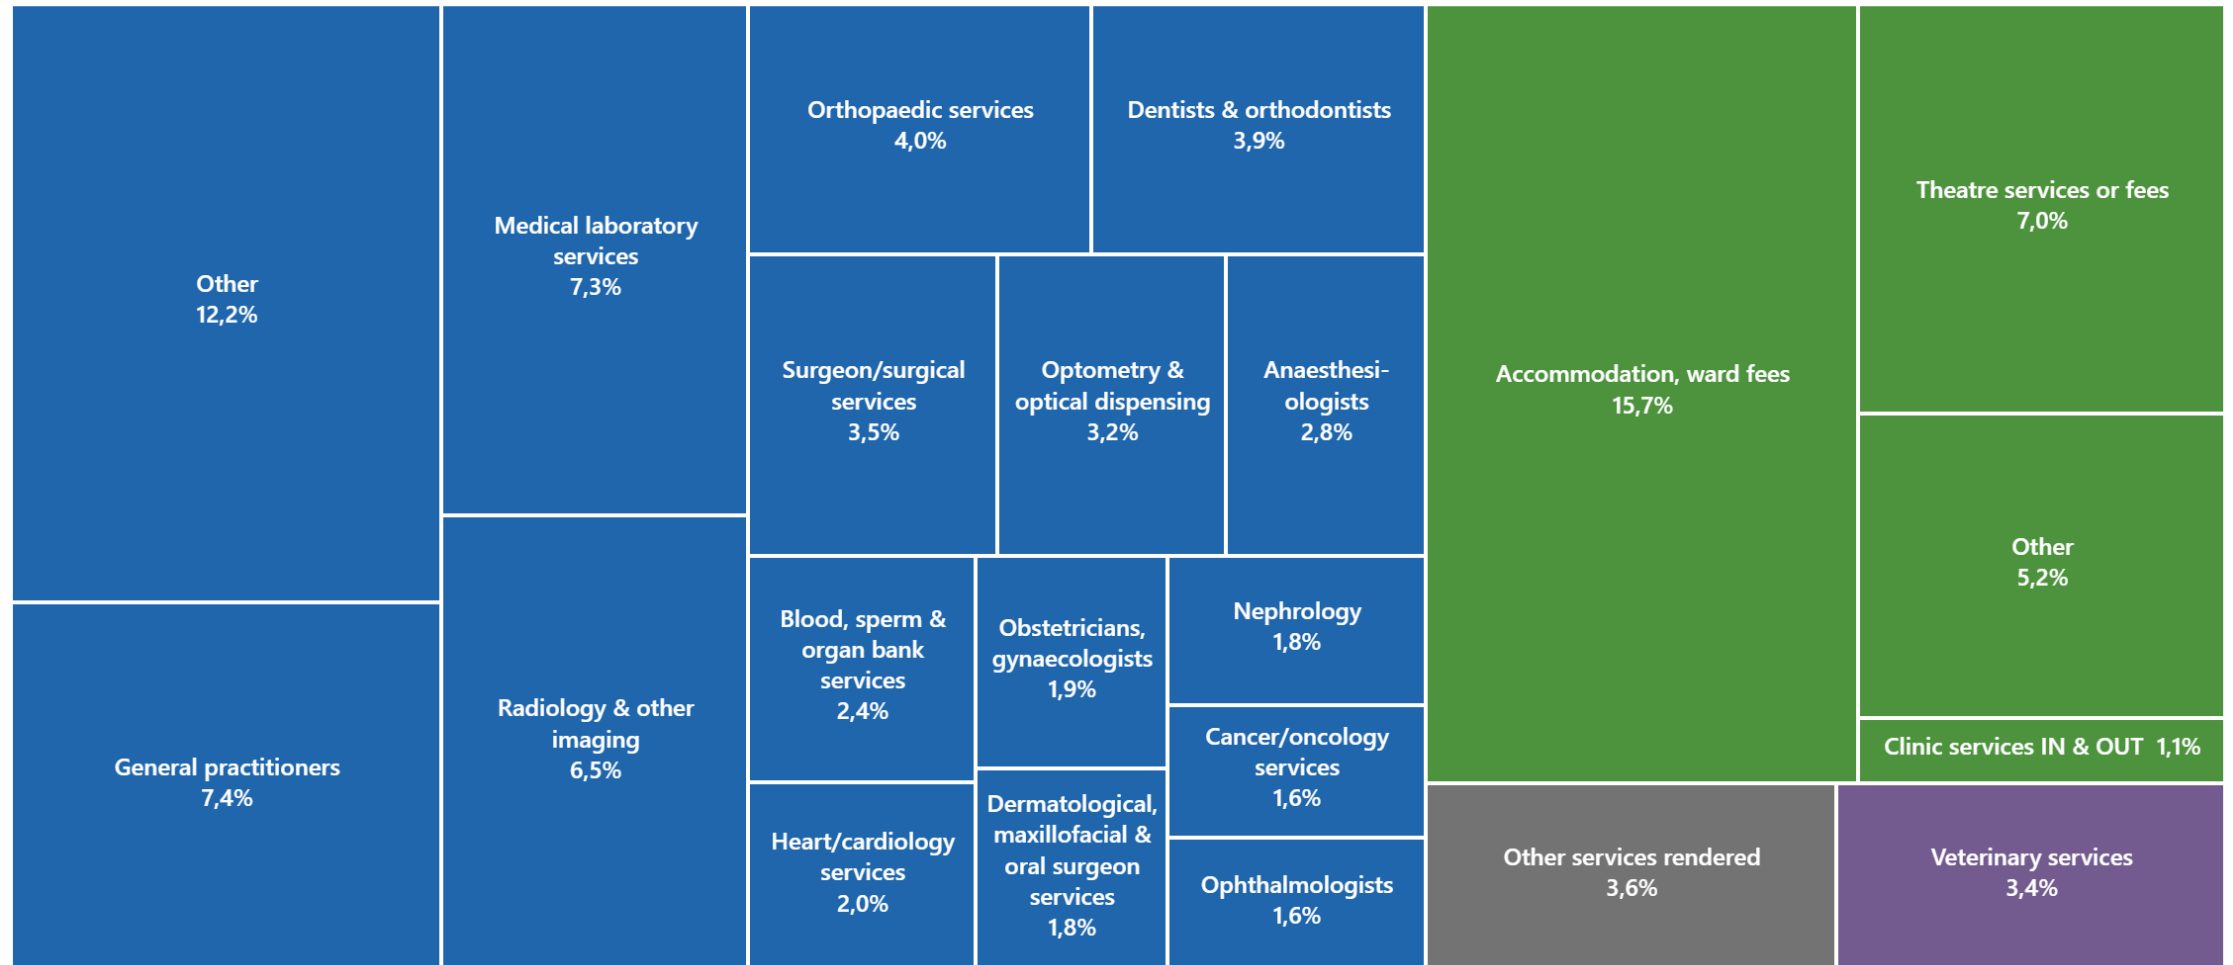 Other
12,2%
General practitioners
7,4%
Medical laboratory
services
7,3%
Radiology & other
imaging
6,5%
Orthopaedic services
4,0%
Dentists & orthodontists
3,9%
Surgeon/surgical
services
3,5%
Optometry &
optical dispensing
3,2%
Anaesthesi-
ologists
2,8%
Blood, sperm &
organ bank
services
2,4%
Heart/cardiology
services
2,0%
Obstetricians,
gynaecologists
1,9%
Dermatological,
maxillofacial &
oral surgeon
services
1,8%
Nephrology
1,8%
Cancer/oncology
services
1,6%
Ophthalmologists
1,6%
Accommodation, ward fees
15,7%
Theatre services or fees
7,0%
Other
5,2%
Clinic services IN & OUT 1,1%
Other services rendered
3,6%
Veterinary services
3,4%